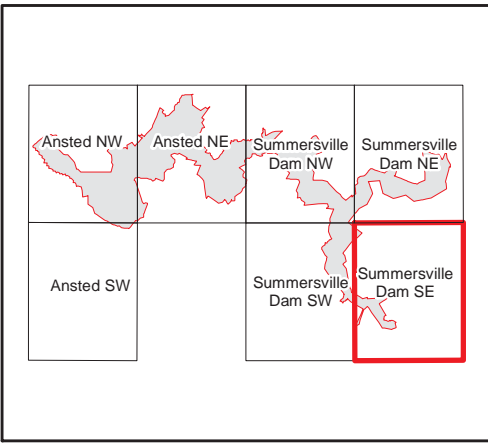 Ansted NW
Ansted NE
Summersville
Dam NW
Summersville
Dam NE
Ansted SW
Summersville
Dam SW
Summersville
Dam SE